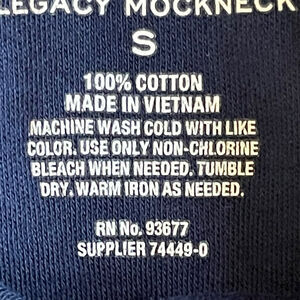 LEGACY MOCKNECK
S
100% COTTON
MADE IN VIETNAM
MACHINE WASH COLD WITH LIKE
COLOR. USE ONLY NON-CHLORINE
BLEACH WHEN NEEDED. TUMBLE
DRY. WARM IRON AS NEEDED.
RN No. 93677
SUPPLIER 74449-0